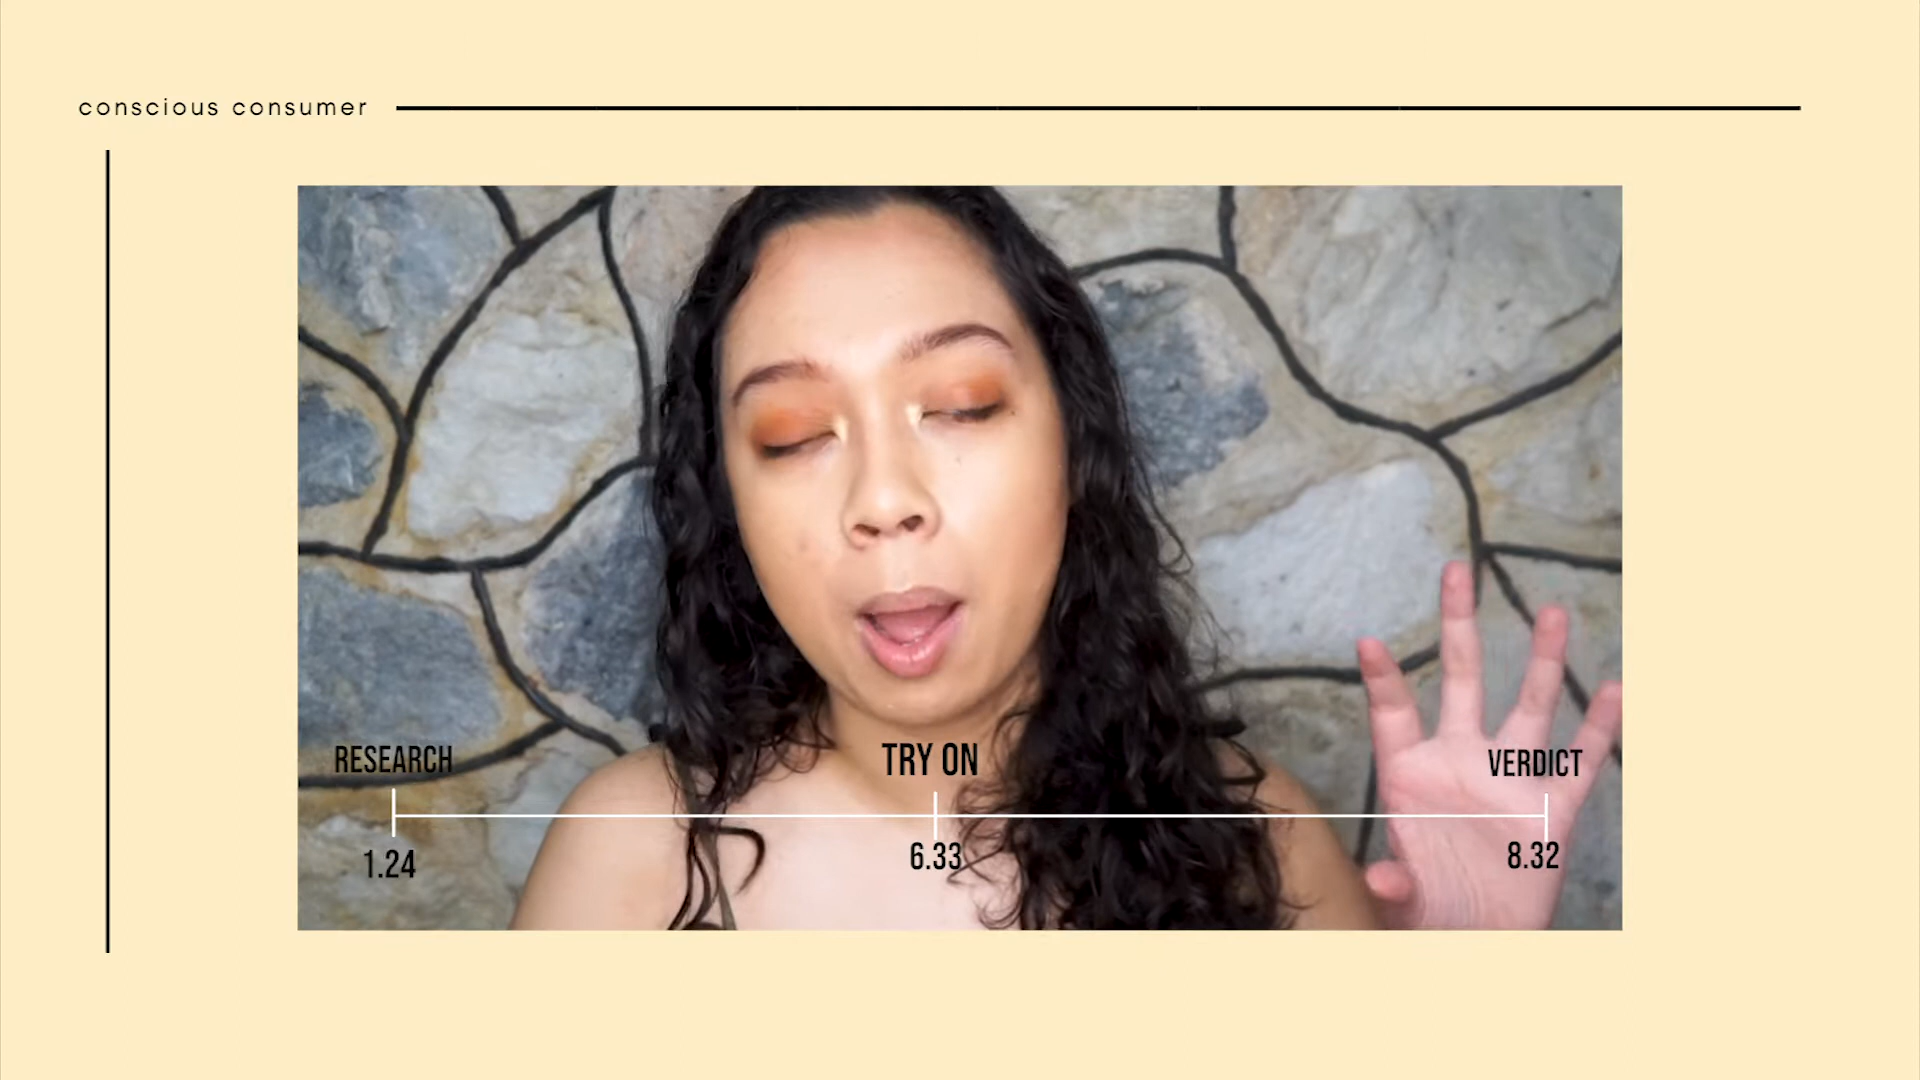 conscious consumer
RESEARCH
TRY ON
VERDICT
1.24
6.33
8.32